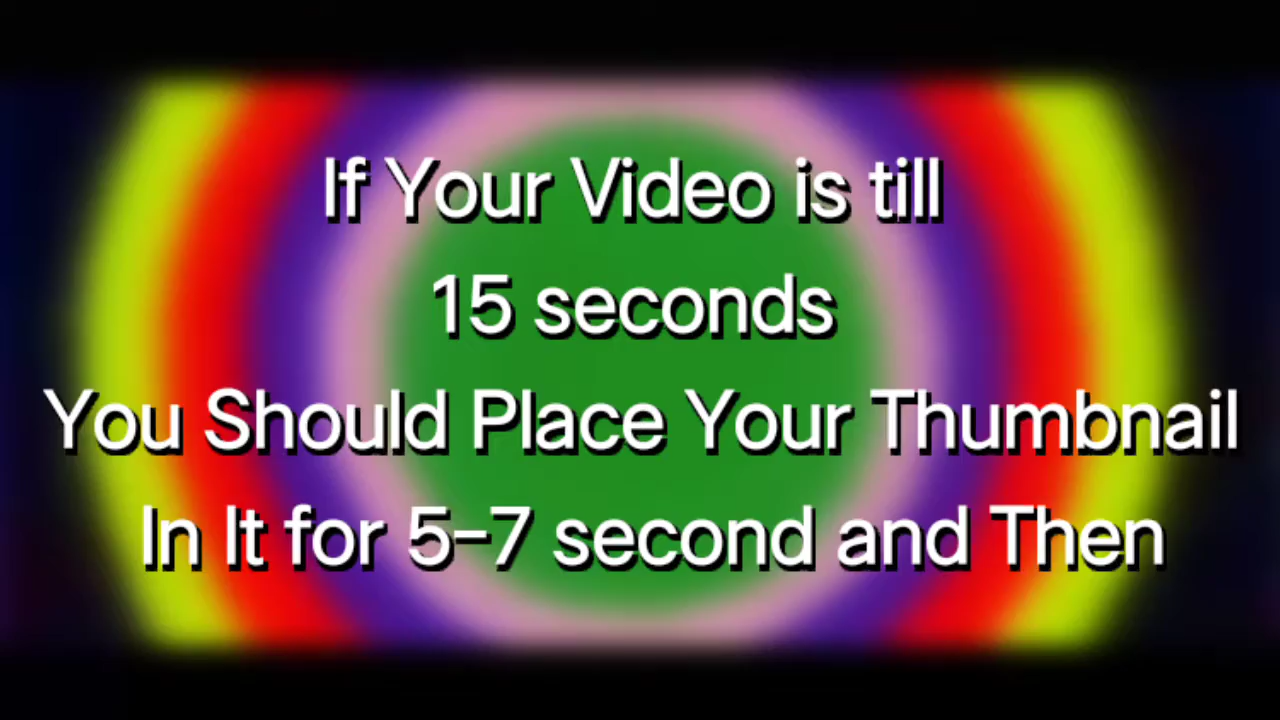 If Your Video is till
15 seconds
You Should Place Your Thumbnail
In It for 5-7 second and Then